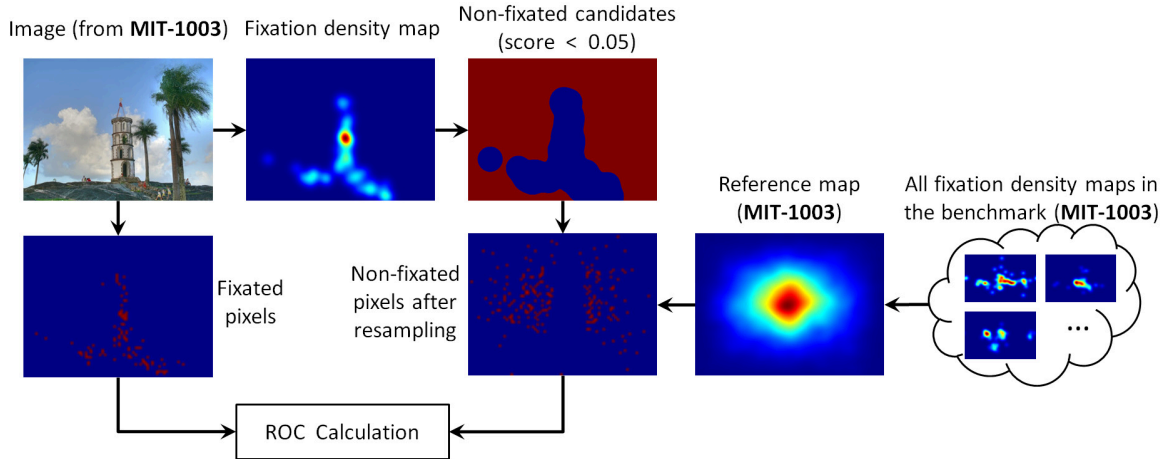 Image (from MIT-1003)
Fixation density map
Non-fixated candidates
(score < 0.05)
Reference map
(MIT-1003)
All fixation density maps in
the benchmark (MIT-1003)
Fixated
pixels
Non-fixated
pixels after
resampling
...
ROC Calculation